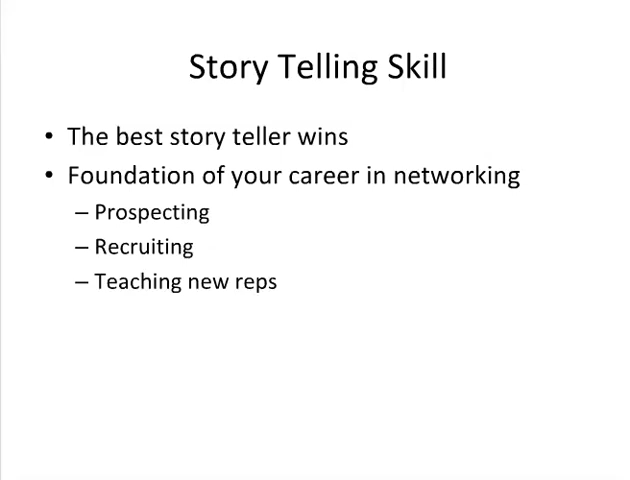 Story Telling Skill
• The best story teller wins
• Foundation of your career in networking
– Prospecting
– Recruiting
– Teaching new reps